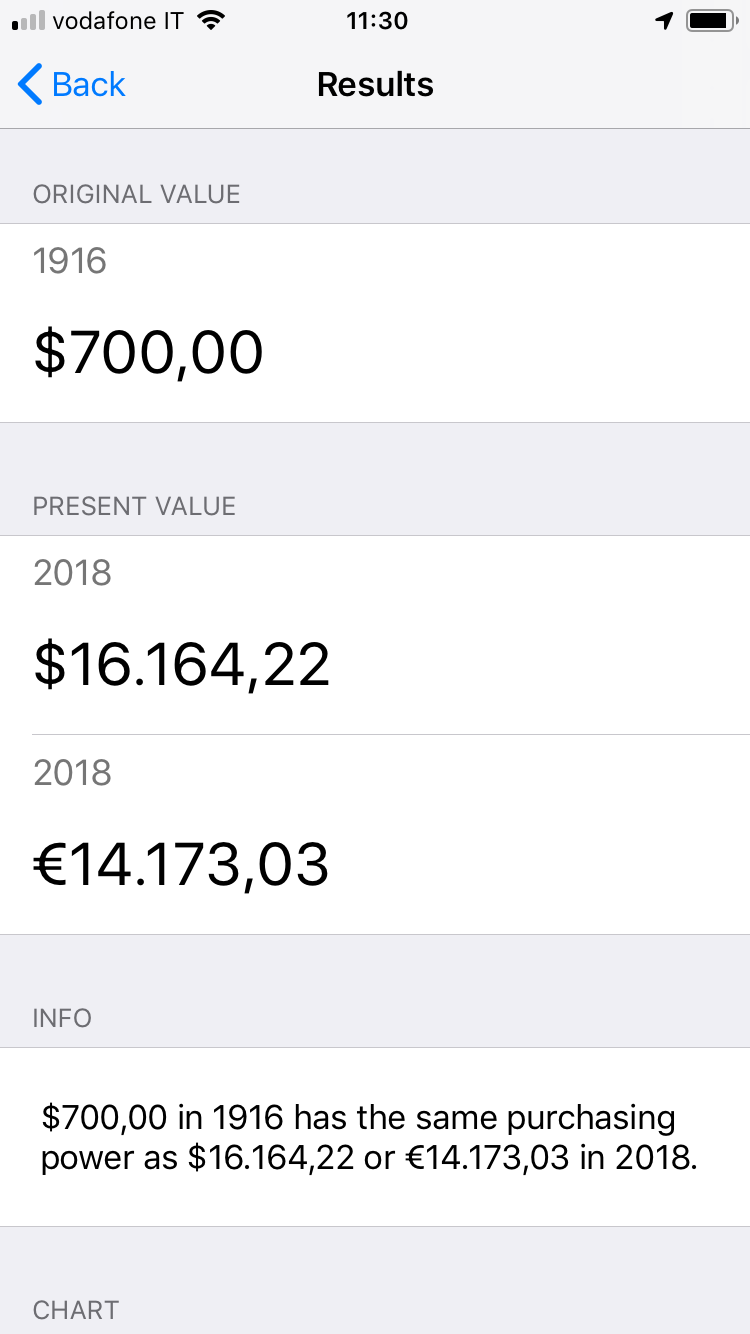 vodafone IT 11:30
Back Results
ORIGINAL VALUE
1916
$700,00
PRESENT VALUE
2018
$16.164,22
2018
€14.173,03
INFO
$700,00 in 1916 has the same purchasing
power as $16.164,22 or €14.173,03 in 2018.
CHART